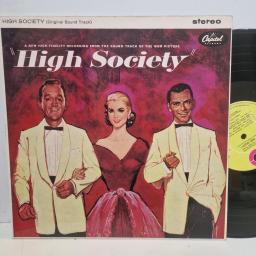 HIGH SOCIETY (Original Sound Track)
stereo
A NEW HIGH FIDELITY RECORDING FROM THE SOUND TRACK OF THE MGM PICTURE
Capitol
"High Society"